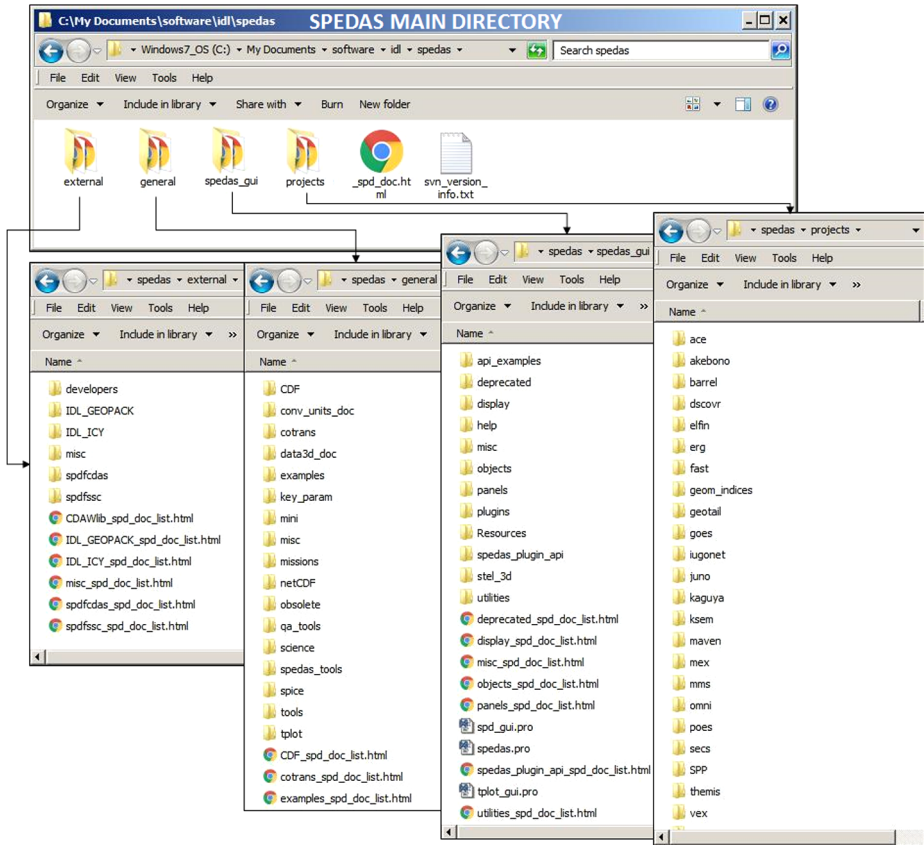 C:\My Documents\software\idl\spedas SPEDAS MAIN DIRECTORY
Windows7_OS (C:) My Documents software idl spedas Search spedas
File Edit View Tools Help
Organize Include in library Share with Burn New folder
external general spedas_gui projects _spd_doc.ht
ml svn_version_
info.txt
spedas external
File Edit View Tools Help
Organize Include in library »
Name
developers
IDL_GEOPACK
IDL_ICY
misc
spdfcdas
spdfssc
CDAWlib_spd_doc_list.html
IDL_GEOPACK_spd_doc_list.html
IDL_ICY_spd_doc_list.html
misc_spd_doc_list.html
spdfcdas_spd_doc_list.html
spdfssc_spd_doc_list.html
spedas general
File Edit View Tools Help
Organize Include in library
Name
CDF
conv_units_doc
cotrans
data3d_doc
examples
key_param
mini
misc
missions
netCDF
obsolete
qa_tools
science
spedas_tools
spice
tools
tplot
CDF_spd_doc_list.html
cotrans_spd_doc_list.html
examples_spd_doc_list.html
spedas spedas_gui
File Edit View Tools Help
Organize Include in library »
Name
api_examples
deprecated
display
help
misc
objects
panels
plugins
Resources
spedas_plugin_api
stel_3d
utilities
deprecated_spd_doc_list.html
display_spd_doc_list.html
misc_spd_doc_list.html
objects_spd_doc_list.html
panels_spd_doc_list.html
spd_gui.pro
spedas.pro
spedas_plugin_api_spd_doc_list.html
tplot_gui.pro
utilities_spd_doc_list.html
spedas projects
File Edit View Tools Help
Organize Include in library »
Name
ace
akebono
barrel
dscovr
elfin
erg
fast
geom_indices
geotail
goes
iugonet
juno
kaguya
ksem
maven
mex
mms
omni
poes
secs
SPP
themis
vex